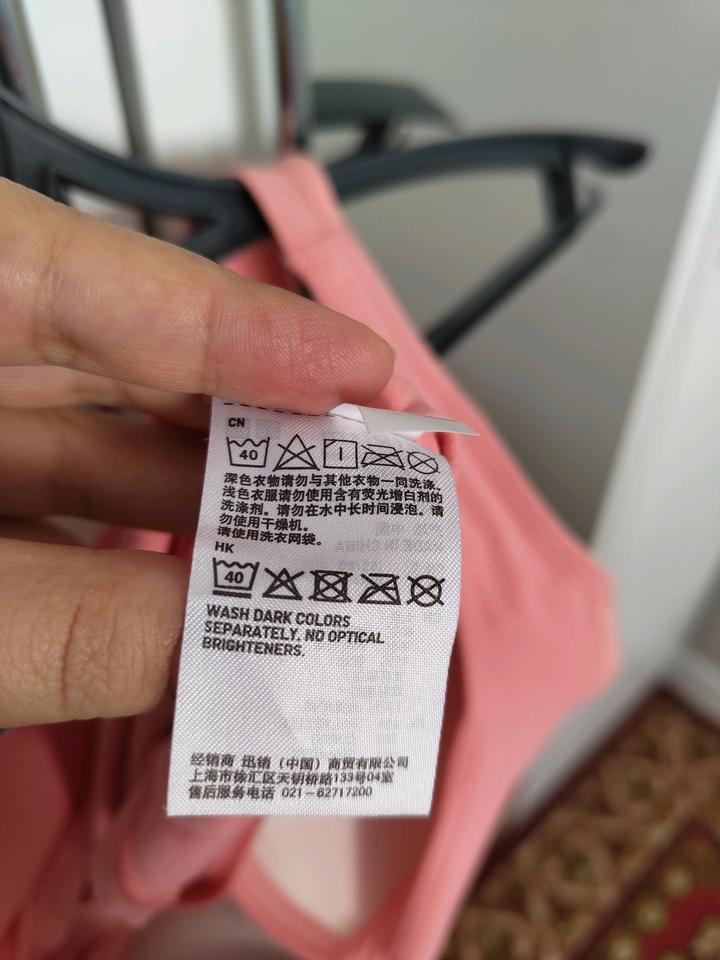 CN
40
深色衣物请勿与其他衣物一同洗涤。
浅色衣服请勿使用含有荧光增白剂的
洗涤剂。请勿在水中长时间浸泡。请
勿使用干燥机。
请使用洗衣网袋。
HK
40
WASH DARK COLORS
SEPARATELY. NO OPTICAL
BRIGHTENERS.
经销商 迅销（中国）商贸有限公司
上海市徐汇区天钥桥路133号04室
售后服务电话 021-62717200